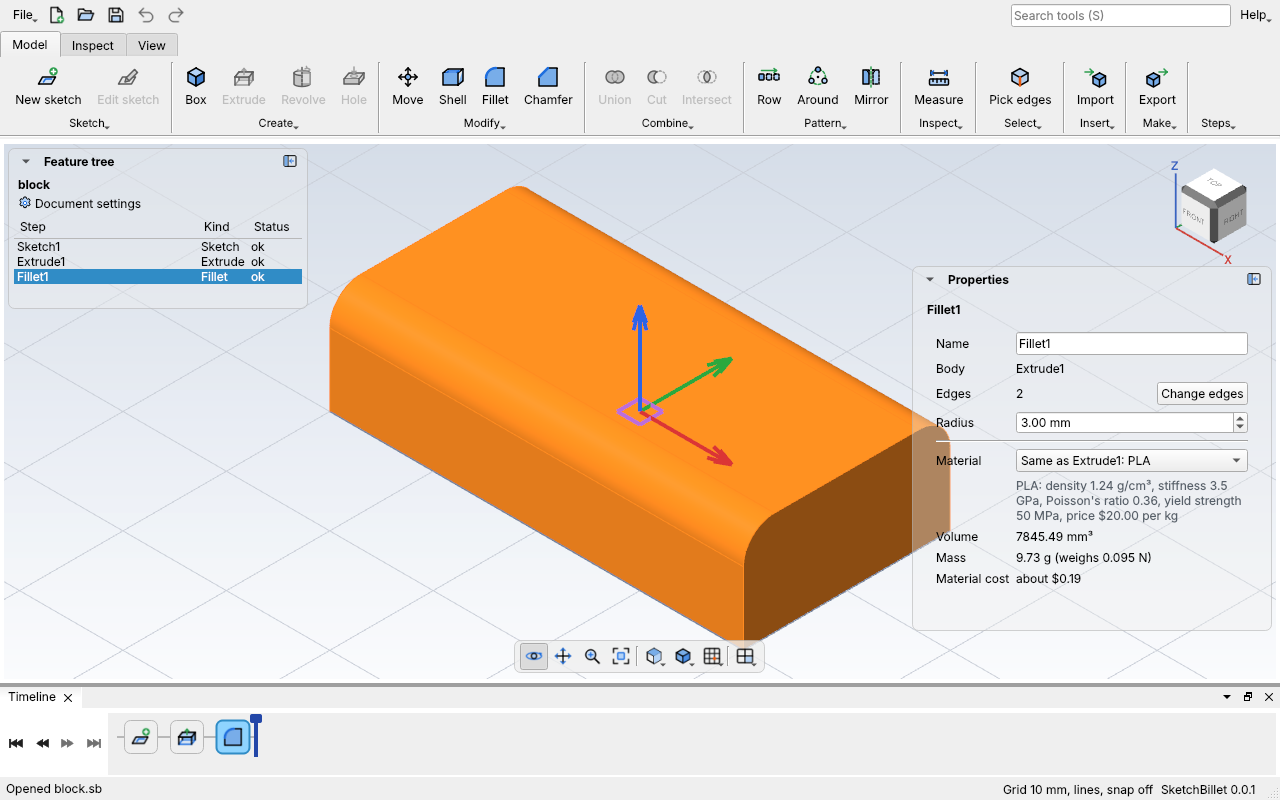 File
Search tools (S)
Help
Model Inspect View
New sketch Edit sketch Box Extrude Revolve Hole Move Shell Fillet Chamfer Union Cut Intersect Row Around Mirror Measure Pick edges Import Export
Sketch Create Modify Combine Pattern Inspect Select Insert Make Steps
Feature tree
block
Document settings
Step Kind Status
Sketch1 Sketch ok
Extrude1 Extrude ok
Fillet1 Fillet ok
Z
TOP
FRONT RIGHT
X
Properties
Fillet1
Name Fillet1
Body Extrude1
Edges 2 Change edges
Radius 3.00 mm
Material Same as Extrude1: PLA
PLA: density 1.24 g/cm³, stiffness 3.5
GPa, Poisson's ratio 0.36, yield strength
50 MPa, price $20.00 per kg
Volume 7845.49 mm³
Mass 9.73 g (weighs 0.095 N)
Material cost about $0.19
Timeline
Opened block.sb
Grid 10 mm, lines, snap off SketchBillet 0.0.1